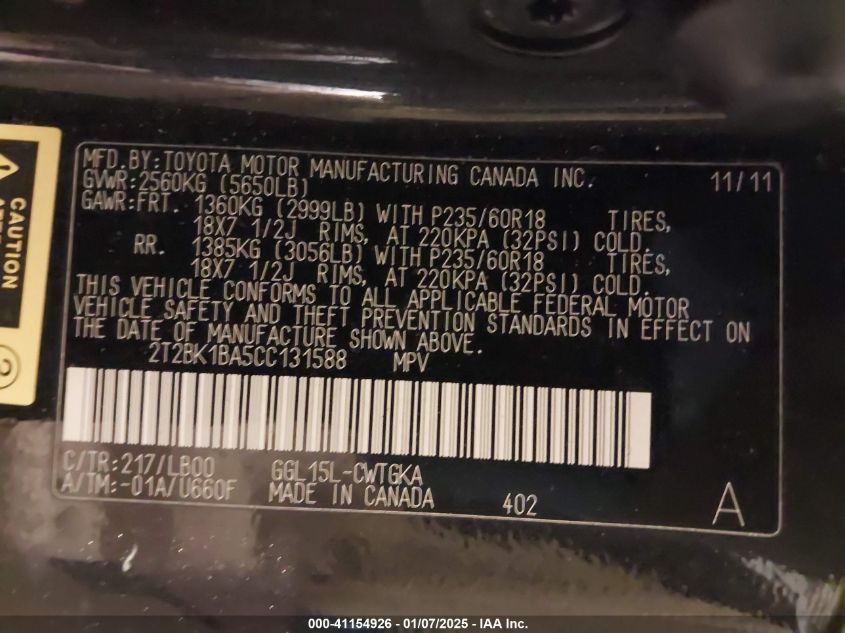 MFD.BY:TOYOTA MOTOR MANUFACTURING CANADA INC. 11/11
GVWR:2560KG (5650LB)
GAWR:FRT. 1360KG (2999LB) WITH P235/60R18 TIRES,
18X7 1/2J RIMS, AT 220KPA (32PSI) COLD.
RR. 1385KG (3056LB) WITH P235/60R18 TIRES,
18X7 1/2J RIMS, AT 220KPA (32PSI) COLD.
THIS VEHICLE CONFORMS TO ALL APPLICABLE FEDERAL MOTOR
VEHICLE SAFETY AND THEFT PREVENTION STANDARDS IN EFFECT ON
THE DATE OF MANUFACTURE SHOWN ABOVE.
2T2BK1BA5CC131588 MPV
C/TR:217/LB00 GGL15L-CWTGKA
A/TM:-01A/U660F MADE IN CANADA 402 A
CAUTION
2
000-41154926 - 01/07/2025 - IAA Inc.